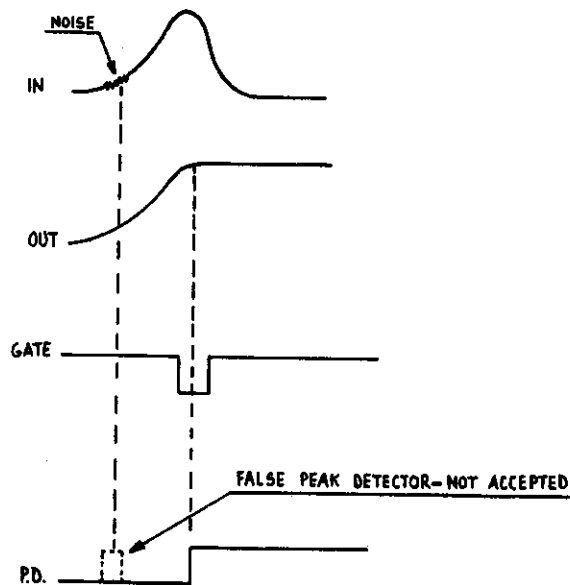 NOISE
IN
OUT
GATE
FALSE PEAK DETECTOR-NOT ACCEPTED
P.D.